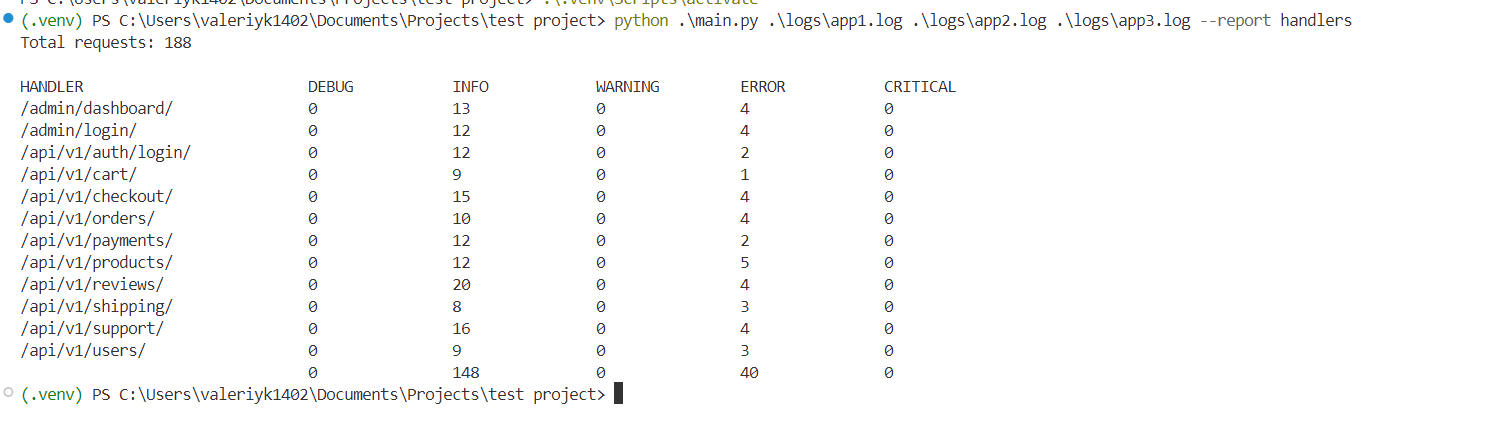 PS C:\Users\valeriyk1402\Documents\Projects\test project> .\.venv\Scripts\activate
(.venv) PS C:\Users\valeriyk1402\Documents\Projects\test project> python .\main.py .\logs\app1.log .\logs\app2.log .\logs\app3.log --report handlers
Total requests: 188
HANDLER DEBUG INFO WARNING ERROR CRITICAL
/admin/dashboard/ 0 13 0 4 0
/admin/login/ 0 12 0 4 0
/api/v1/auth/login/ 0 12 0 2 0
/api/v1/cart/ 0 9 0 1 0
/api/v1/checkout/ 0 15 0 4 0
/api/v1/orders/ 0 10 0 4 0
/api/v1/payments/ 0 12 0 2 0
/api/v1/products/ 0 12 0 5 0
/api/v1/reviews/ 0 20 0 4 0
/api/v1/shipping/ 0 8 0 3 0
/api/v1/support/ 0 16 0 4 0
/api/v1/users/ 0 9 0 3 0
0 148 0 40 0
(.venv) PS C:\Users\valeriyk1402\Documents\Projects\test project>